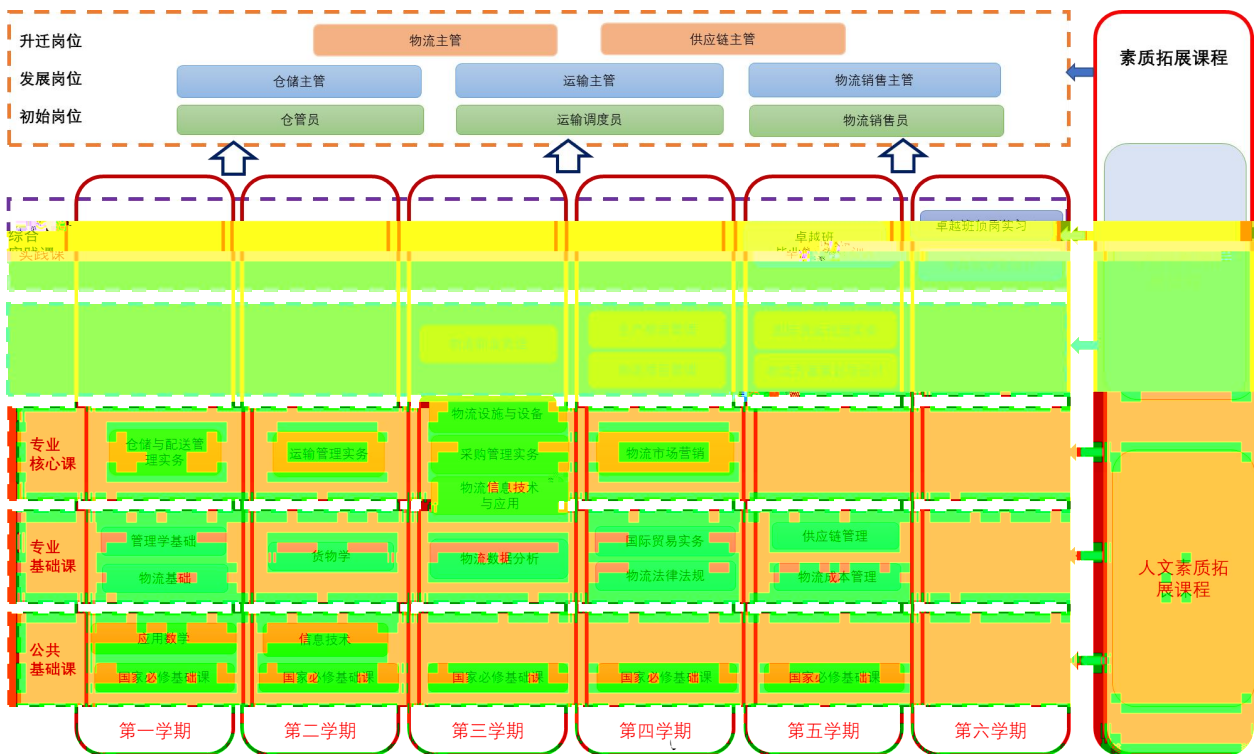 升迁岗位
物流主管
供应链主管
素质拓展课程
发展岗位
仓储主管
运输主管
物流销售主管
初始岗位
仓管员
运输调度员
物流销售员
综合
实践课
卓越班
卓越班顶岗实习
专业
核心课
仓储与配送管
理实务
运输管理实务
物流设施与设备
采购管理实务
物流信息技术
与应用
物流市场营销
专业
基础课
管理学基础
物流基础
货物学
物流数据分析
国际贸易实务
物流法律法规
供应链管理
物流成本管理
人文素质拓
展课程
公共
基础课
应用数学
信息技术
国家必修基础课
国家必修基础课
国家必修基础课
国家必修基础课
国家必修基础课
第一学期
第二学期
第三学期
第四学期
第五学期
第六学期